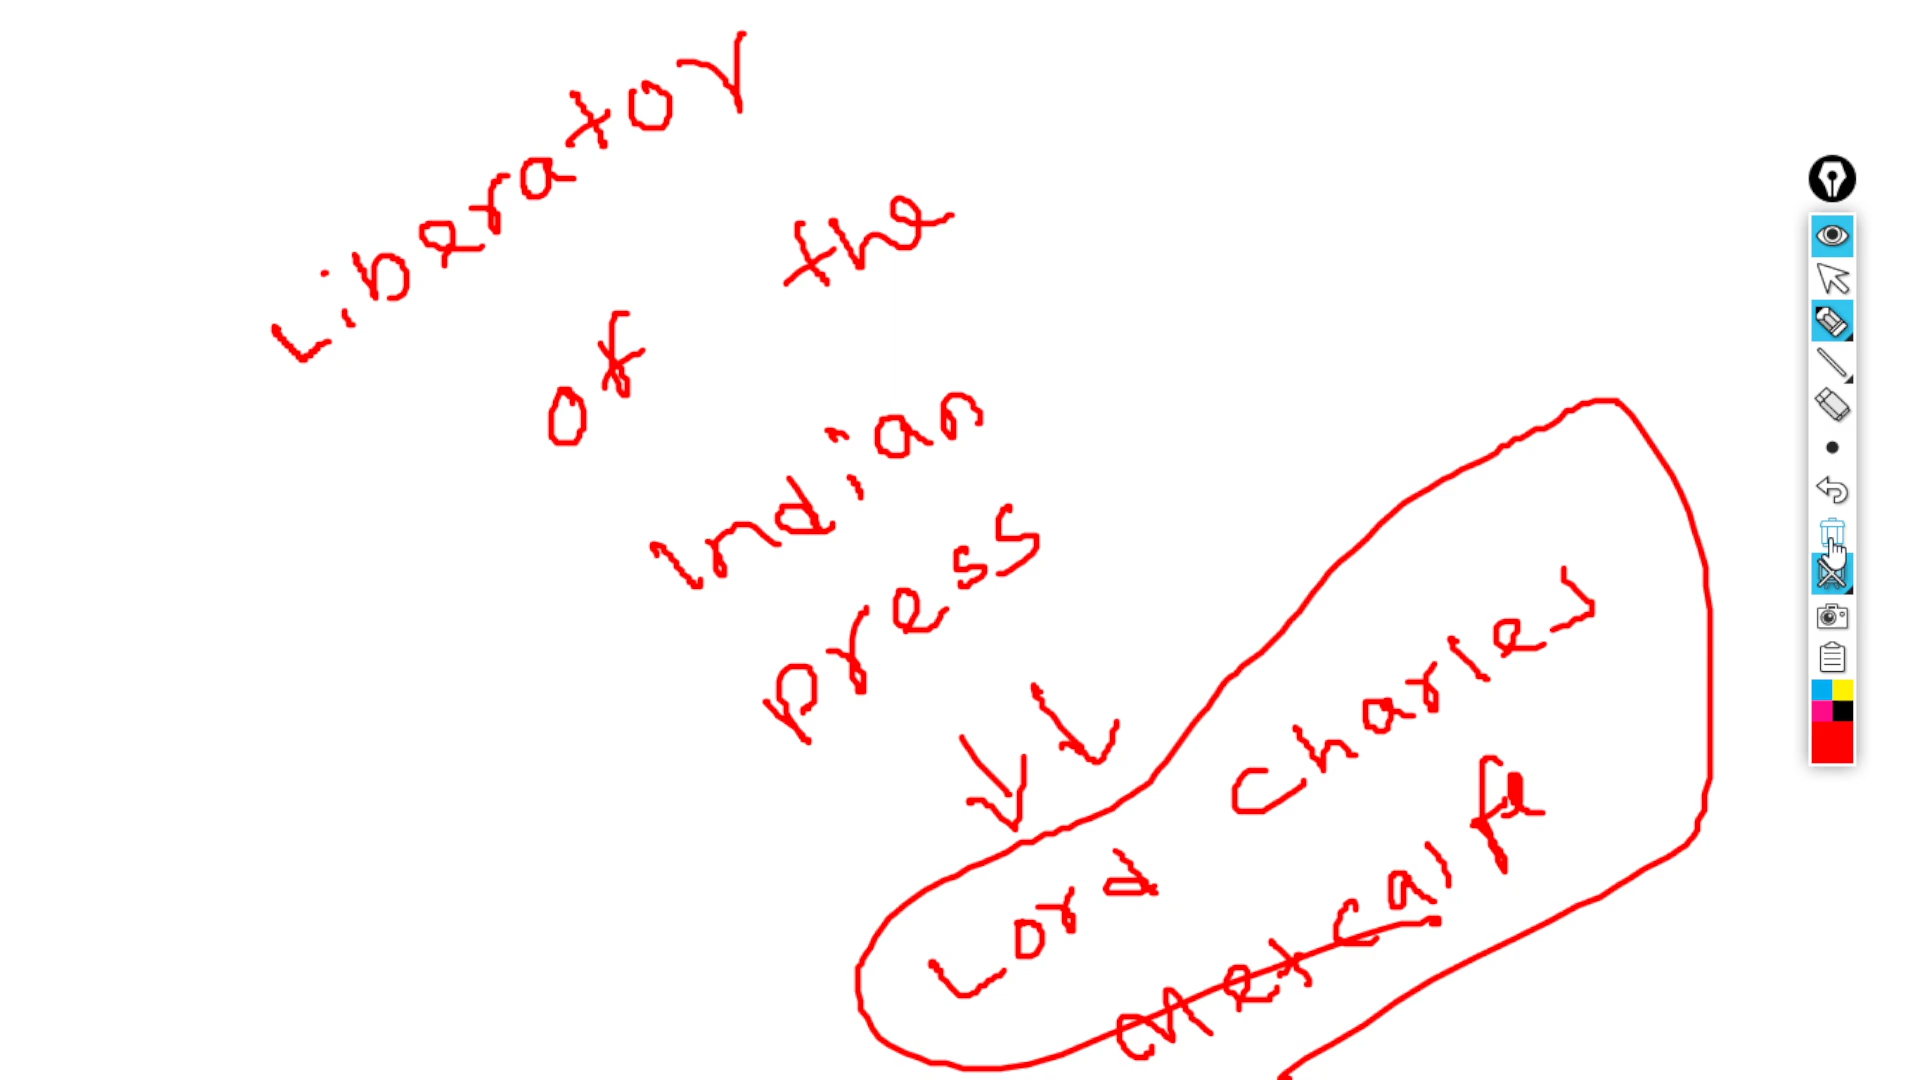 Liberator
of the
Indian
press
Lord Charles
metcalfe